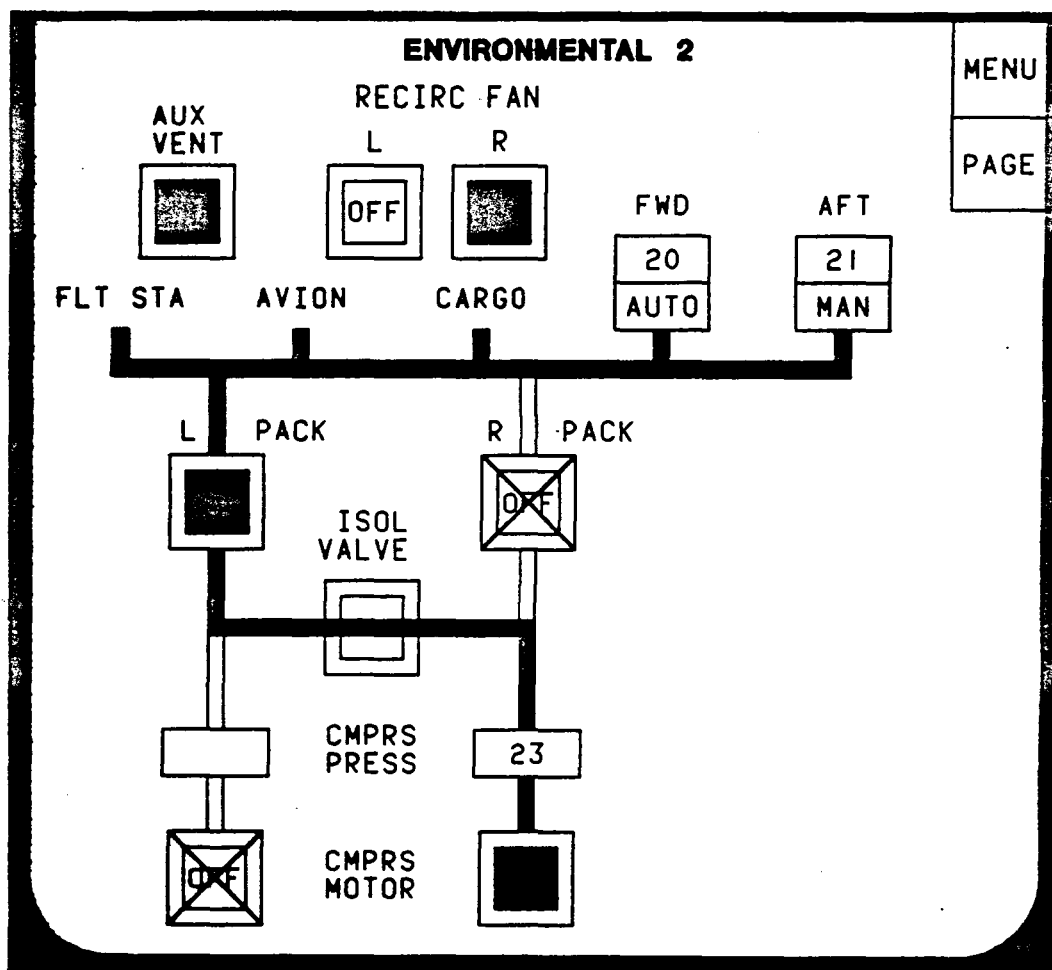 ENVIRONMENTAL 2
MENU
PAGE
RECIRC FAN
AUX
VENT
L
R
OFF
FWD
AFT
20
21
AUTO
MAN
FLT STA
AVION
CARGO
L PACK
R PACK
OFF
ISOL
VALVE
CMPRS
PRESS
23
OFF
CMPRS
MOTOR